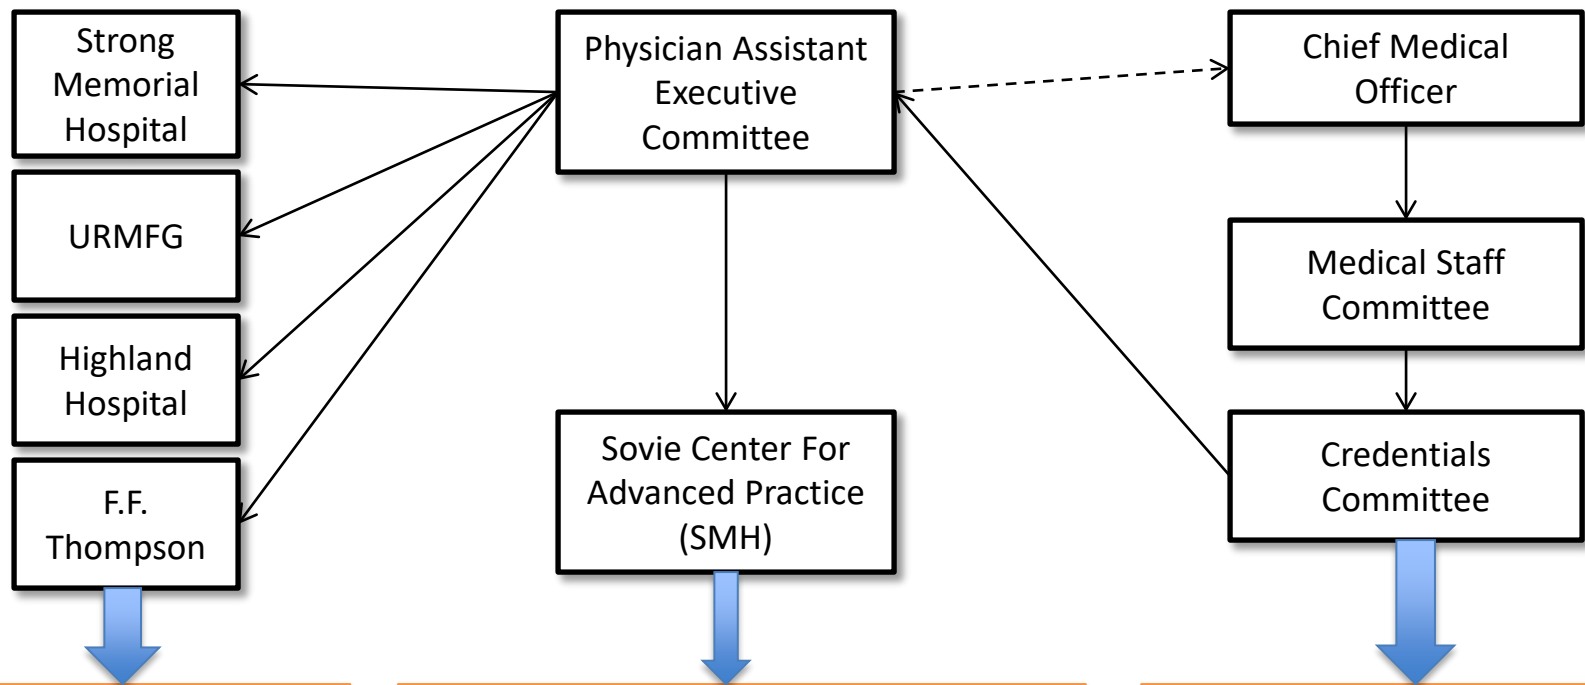 Strong
Memorial
Hospital
URMFG
Highland
Hospital
F.F.
Thompson
Physician Assistant
Executive
Committee
Sovie Center For
Advanced Practice
(SMH)
Chief Medical
Officer
Medical Staff
Committee
Credentials
Committee